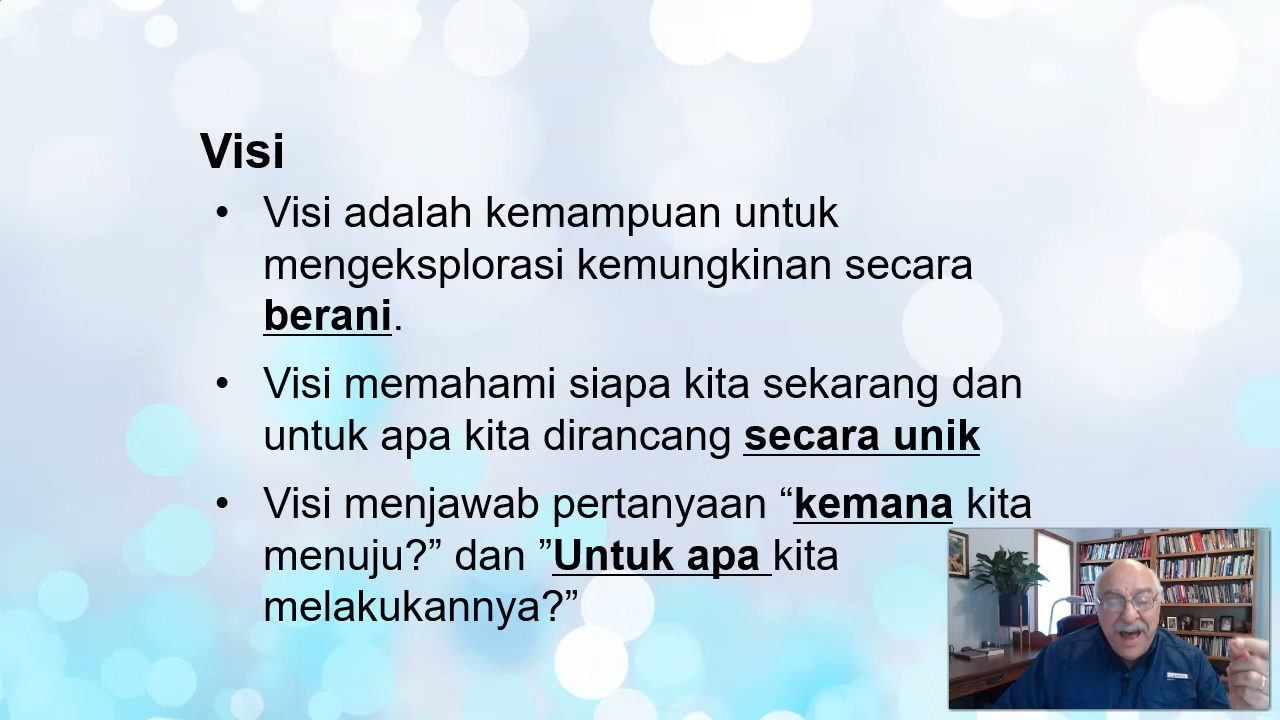 Visi
• Visi adalah kemampuan untuk
mengeksplorasi kemungkinan secara
berani.
• Visi memahami siapa kita sekarang dan
untuk apa kita dirancang secara unik
• Visi menjawab pertanyaan “kemana kita
menuju?” dan ”Untuk apa kita
melakukannya?”